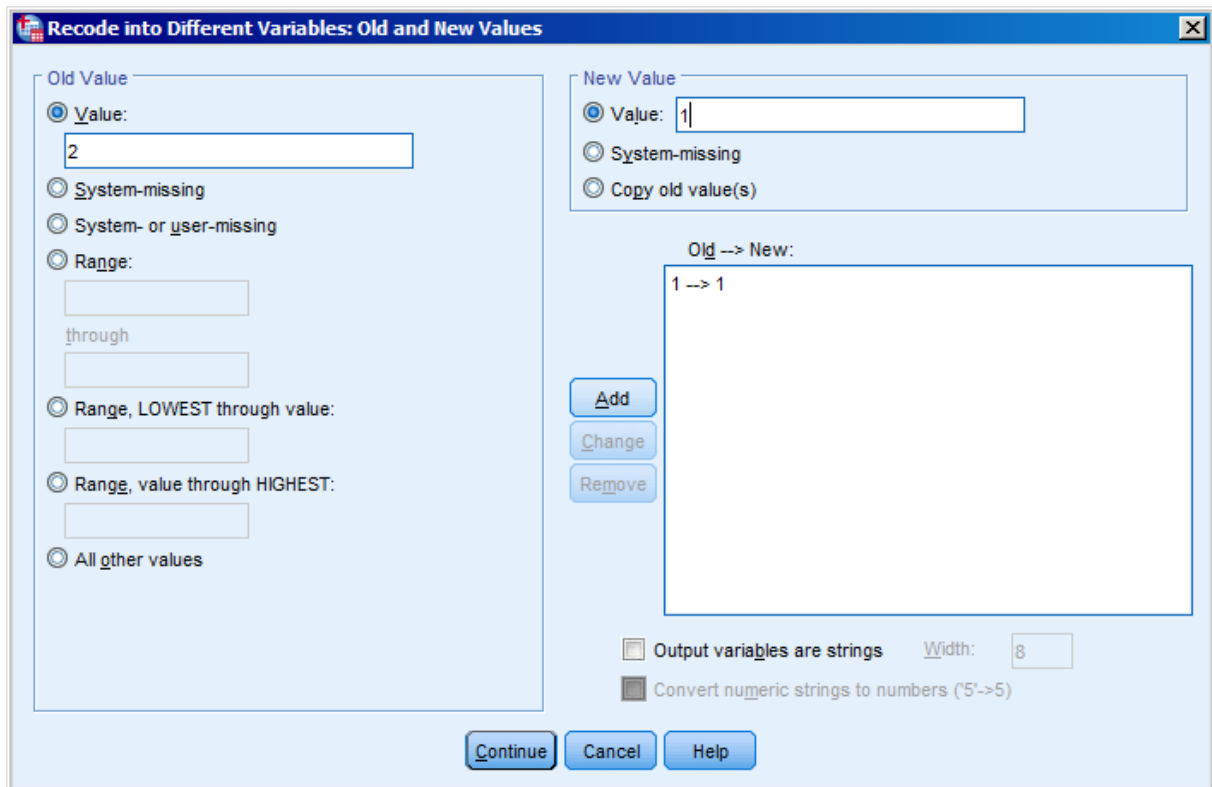 Recode into Different Variables: Old and New Values
Old Value
Value:
2
System-missing
System- or user-missing
Range:
through
Range, LOWEST through value:
Range, value through HIGHEST:
All other values
New Value
Value: 1
System-missing
Copy old value(s)
Old --> New:
1 --> 1
Add
Change
Remove
Output variables are strings Width: 8
Convert numeric strings to numbers ('5'->5)
Continue Cancel Help